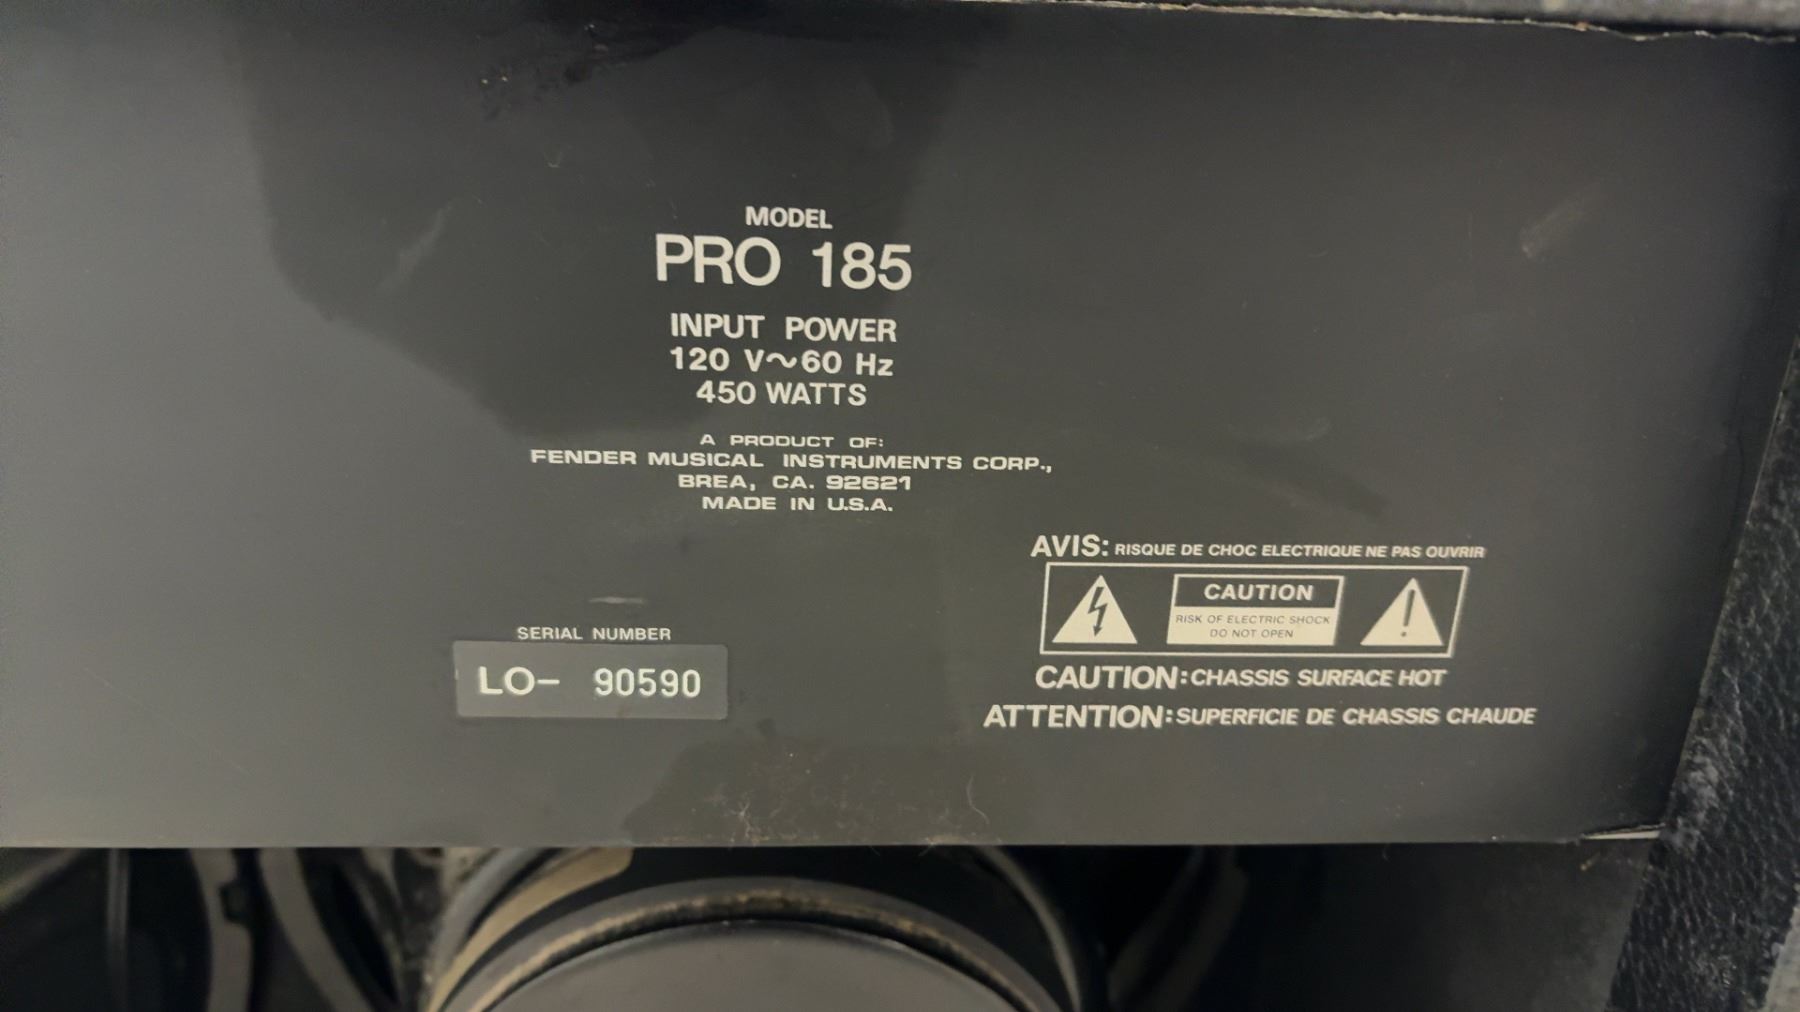 MODEL
PRO 185
INPUT POWER
120 V~60 Hz
450 WATTS
A PRODUCT OF:
FENDER MUSICAL INSTRUMENTS CORP.,
BREA, CA. 92621
MADE IN U.S.A.
SERIAL NUMBER
LO- 90590
AVIS: RISQUE DE CHOC ELECTRIQUE NE PAS OUVRIR
CAUTION
RISK OF ELECTRIC SHOCK
DO NOT OPEN
CAUTION: CHASSIS SURFACE HOT
ATTENTION: SUPERFICIE DE CHASSIS CHAUDE